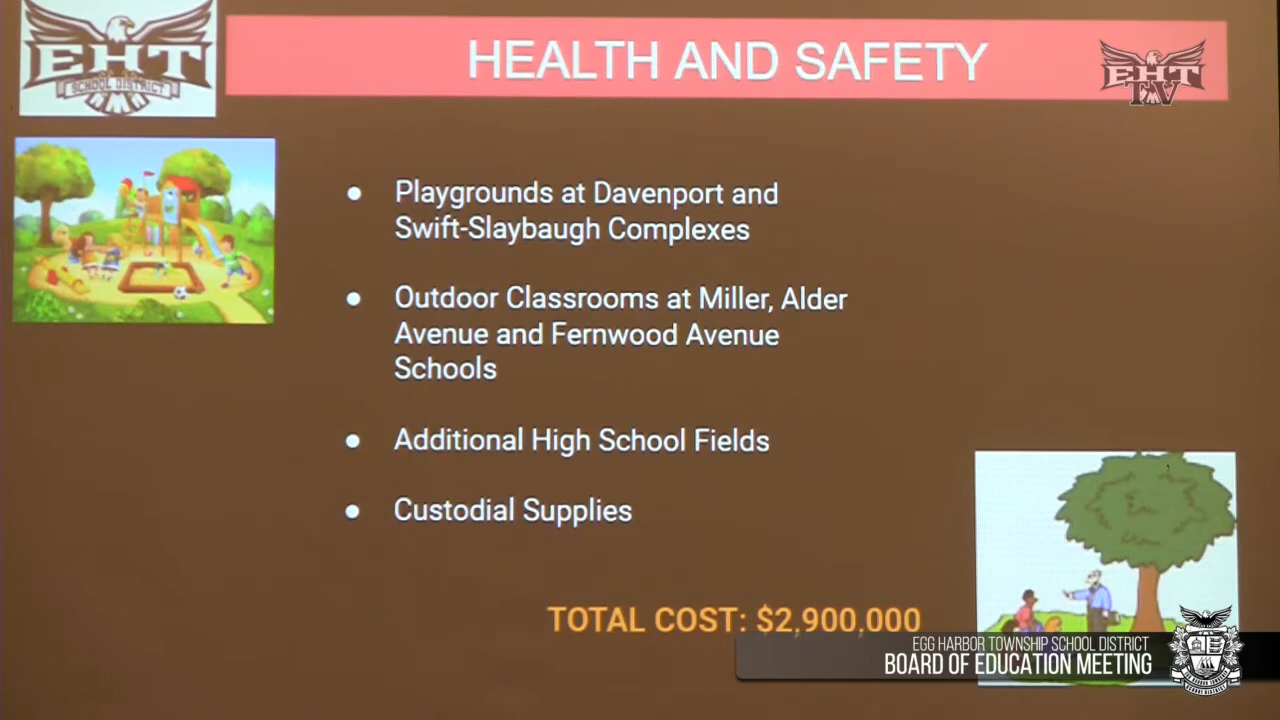 EHT
SCHOOL DISTRICT
HEALTH AND SAFETY
EHT
TV
● Playgrounds at Davenport and
Swift-Slaybaugh Complexes
● Outdoor Classrooms at Miller, Alder
Avenue and Fernwood Avenue
Schools
● Additional High School Fields
● Custodial Supplies
TOTAL COST: $2,900,000
EGG HARBOR TOWNSHIP SCHOOL DISTRICT
BOARD OF EDUCATION MEETING